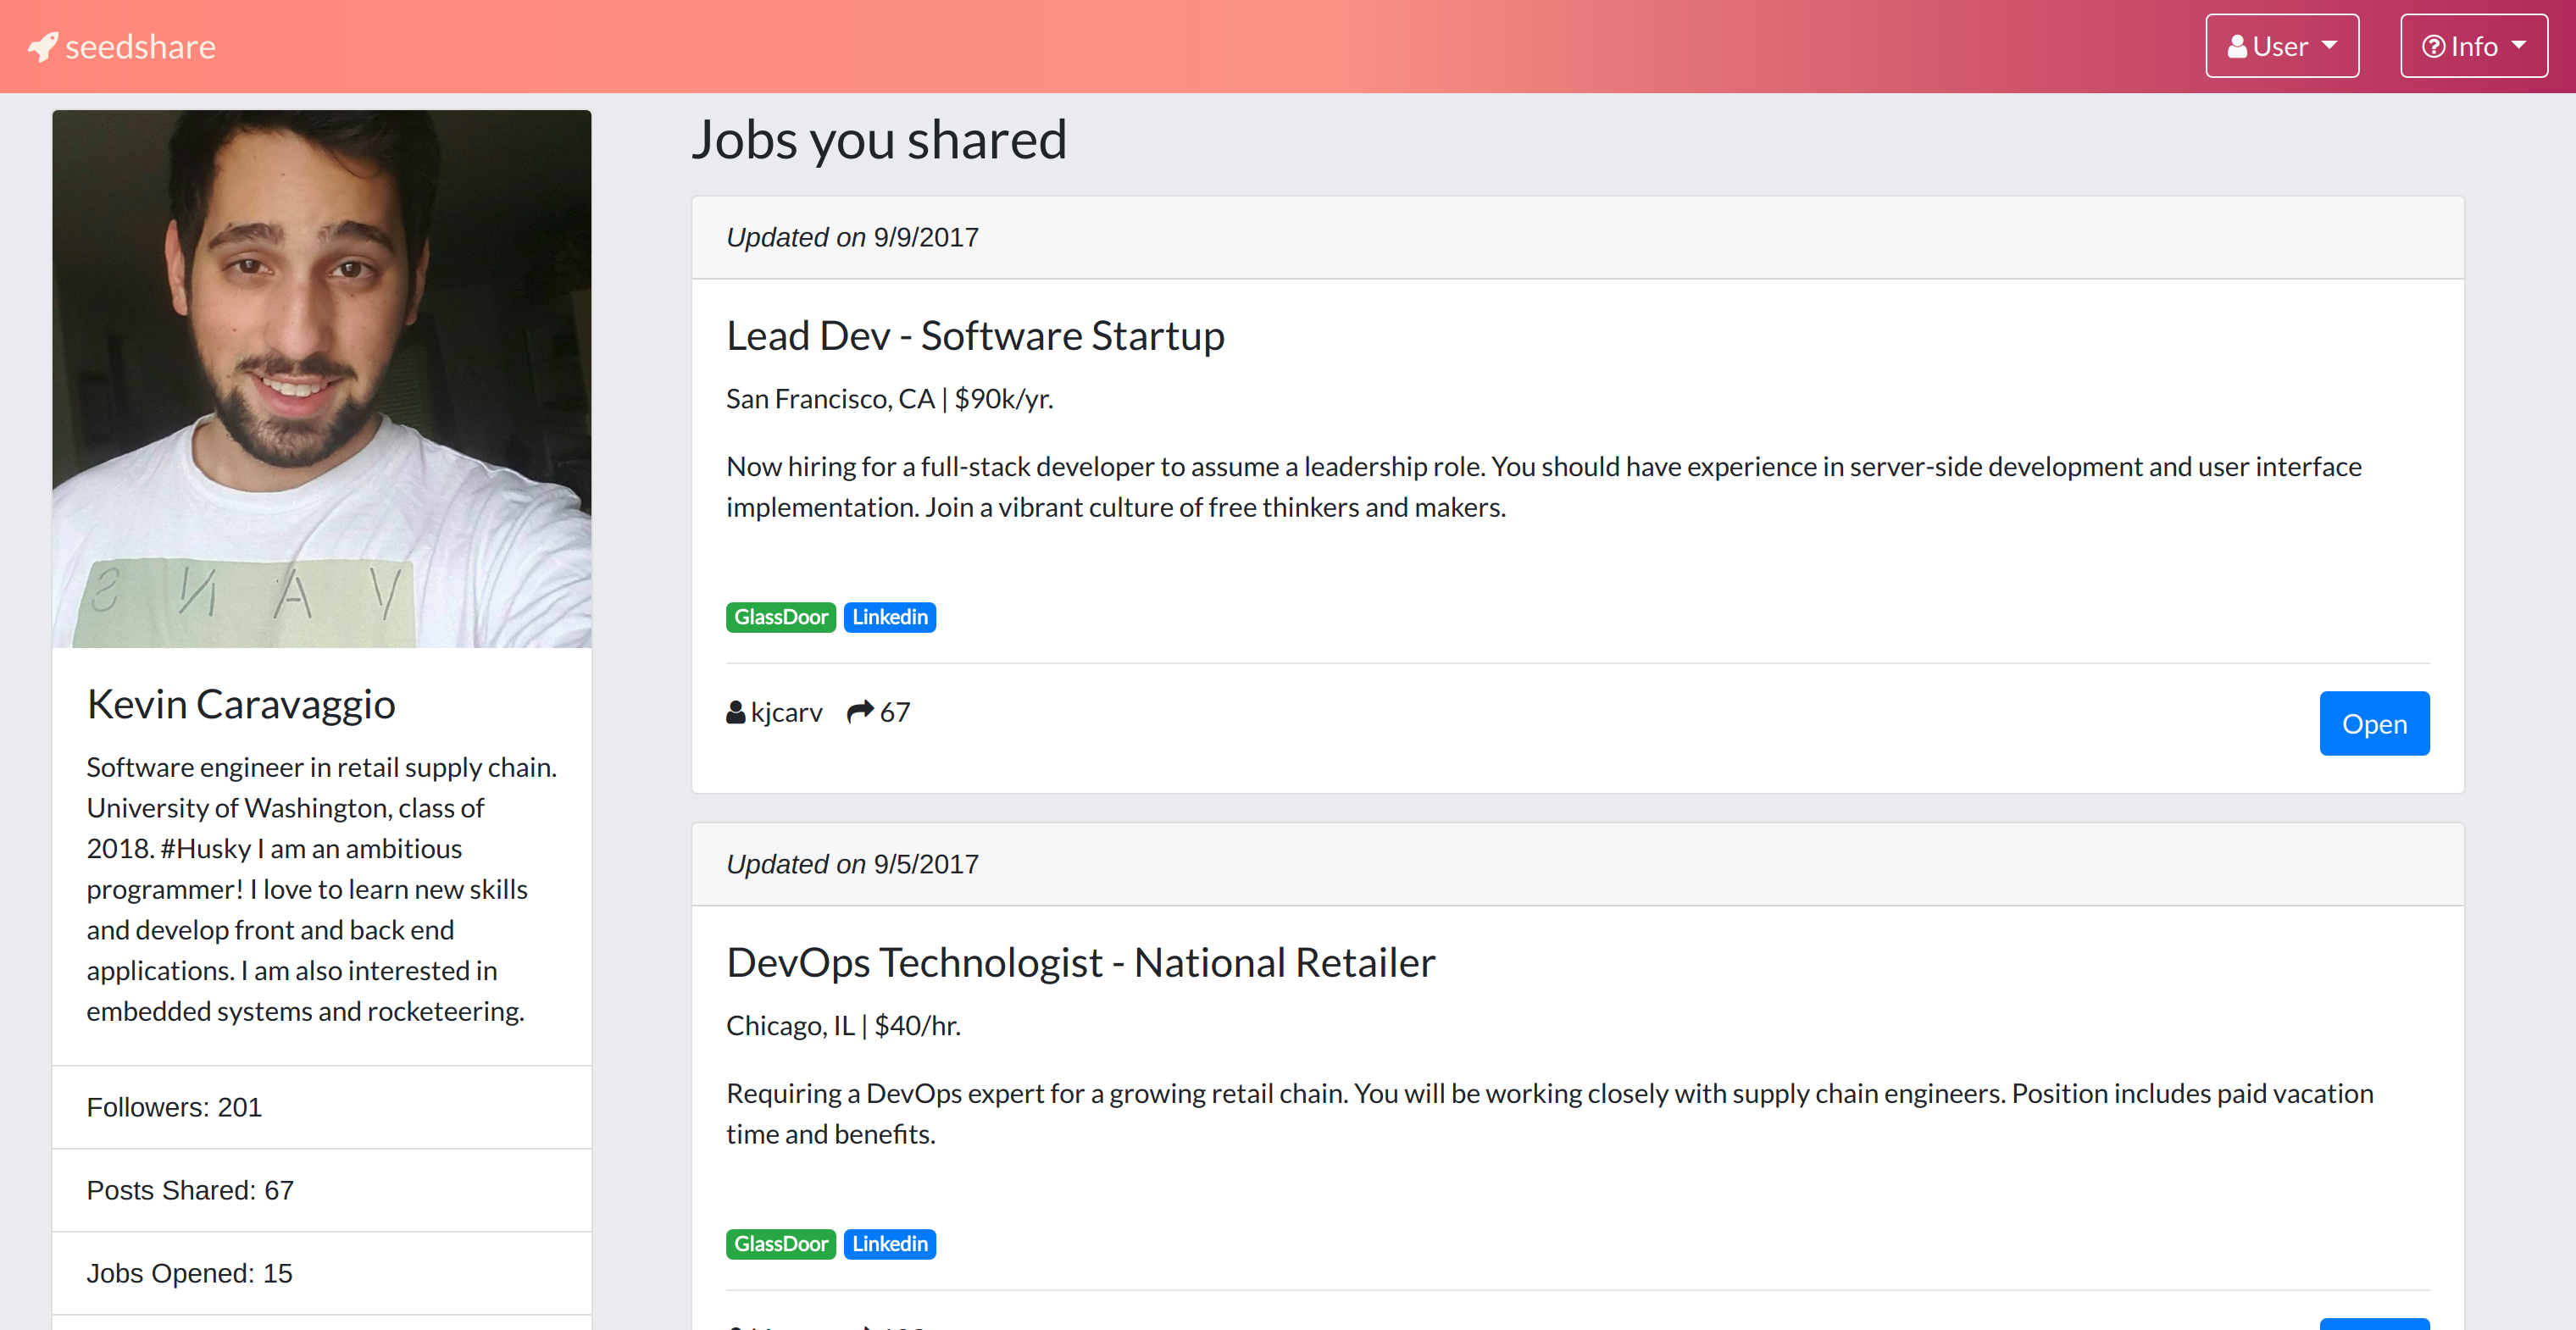 seedshare
User
Info
S N A V
Kevin Caravaggio
Software engineer in retail supply chain.
University of Washington, class of
2018. #Husky I am an ambitious
programmer! I love to learn new skills
and develop front and back end
applications. I am also interested in
embedded systems and rocketeering.
Followers: 201
Posts Shared: 67
Jobs Opened: 15
Jobs you shared
Updated on 9/9/2017
Lead Dev - Software Startup
San Francisco, CA | $90k/yr.
Now hiring for a full-stack developer to assume a leadership role. You should have experience in server-side development and user interface
implementation. Join a vibrant culture of free thinkers and makers.
GlassDoor Linkedin
kjcarv 67
Open
Updated on 9/5/2017
DevOps Technologist - National Retailer
Chicago, IL | $40/hr.
Requiring a DevOps expert for a growing retail chain. You will be working closely with supply chain engineers. Position includes paid vacation
time and benefits.
GlassDoor Linkedin